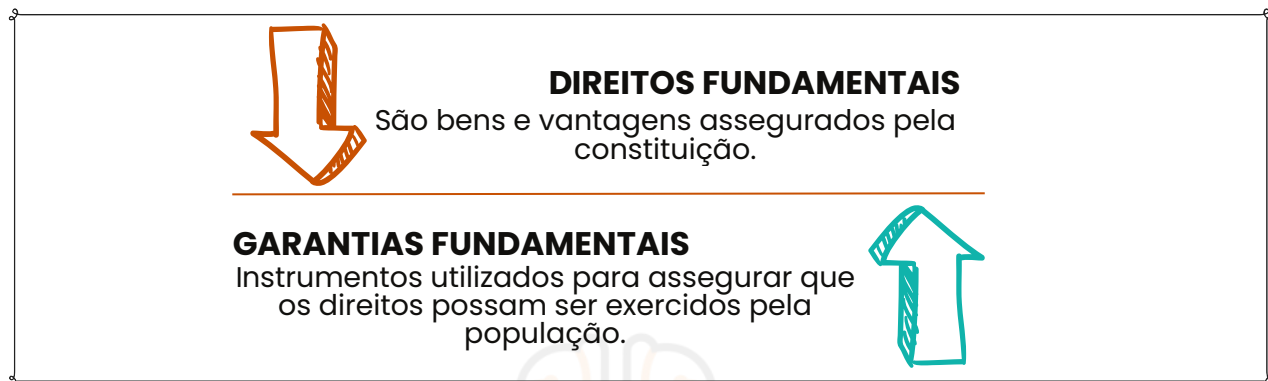 DIREITOS FUNDAMENTAIS
São bens e vantagens assegurados pela
constituição.
GARANTIAS FUNDAMENTAIS
Instrumentos utilizados para assegurar que
os direitos possam ser exercidos pela
população.